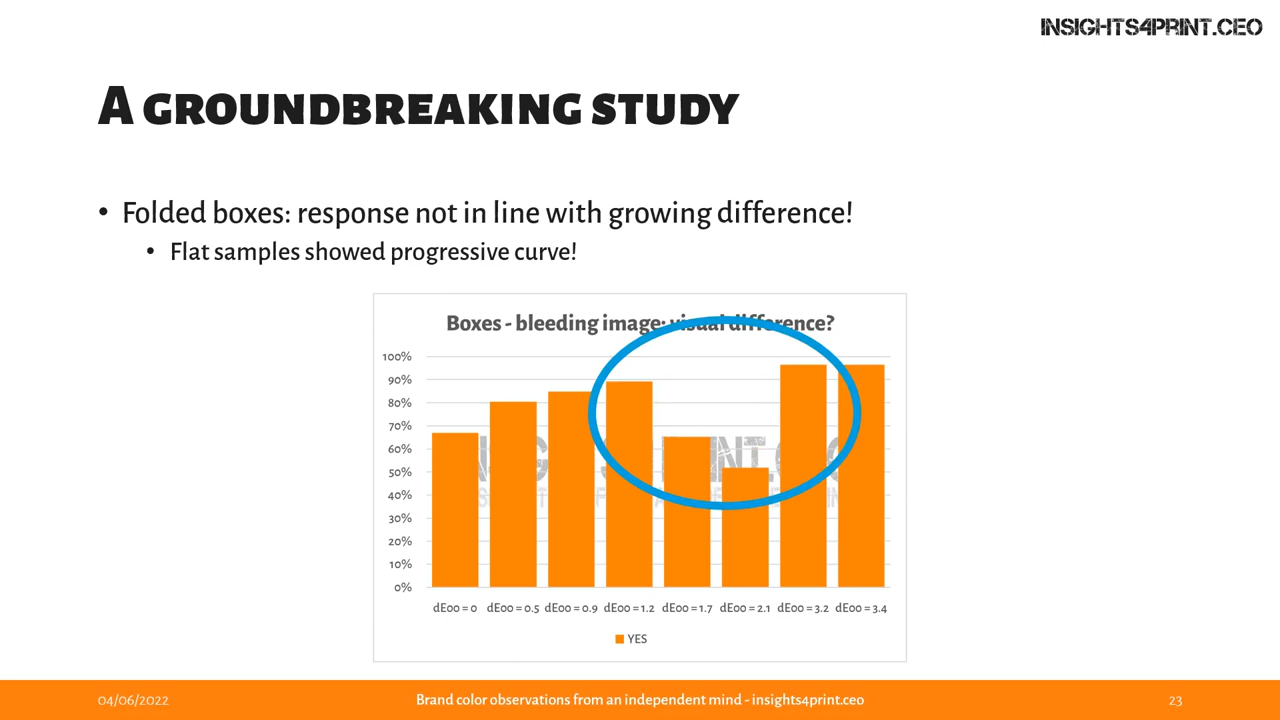 INSIGHTS4PRINT.CEO
A GROUNDBREAKING STUDY
• Folded boxes: response not in line with growing difference!
• Flat samples showed progressive curve!
Boxes - bleeding image: visual difference?
100%
90%
80%
70%
60%
50%
40%
30%
20%
10%
0%
dE00 = 0 dE00 = 0.5 dE00 = 0.9 dE00 = 1.2 dE00 = 1.7 dE00 = 2.1 dE00 = 3.2 dE00 = 3.4
YES
04/06/2022 Brand color observations from an independent mind - insights4print.ceo 23